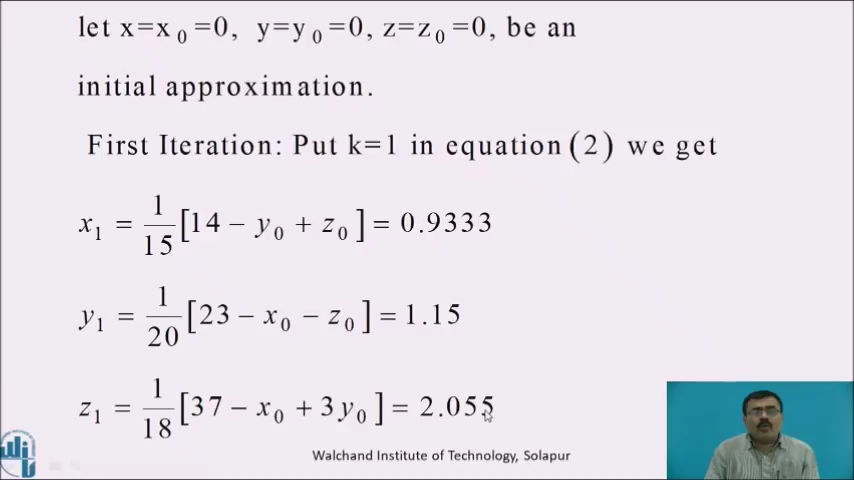 let x=x₀=0, y=y₀=0, z=z₀=0, be an
initial approximation.
First Iteration: Put k=1 in equation (2) we get
x₁ = 1/15 [14 − y₀ + z₀] = 0.9333
y₁ = 1/20 [23 − x₀ − z₀] = 1.15
z₁ = 1/18 [37 − x₀ + 3y₀] = 2.055
Walchand Institute of Technology, Solapur